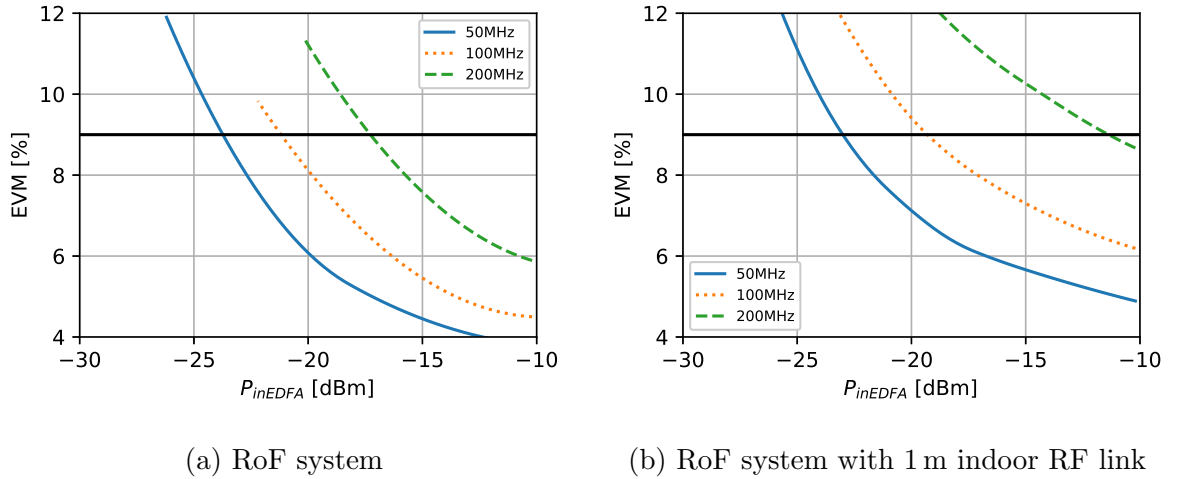 12
10
8
6
4
EVM [%]
50MHz
100MHz
200MHz
−30 −25 −20 −15 −10
P_inEDFA [dBm]
(a) RoF system
12
10
8
6
4
EVM [%]
50MHz
100MHz
200MHz
−30 −25 −20 −15 −10
P_inEDFA [dBm]
(b) RoF system with 1 m indoor RF link